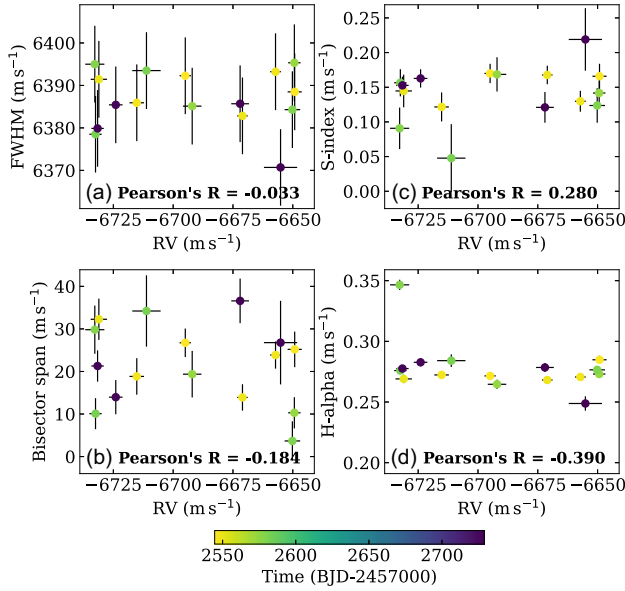 6400
6390
6380
6370
FWHM (m s⁻¹)
(a) Pearson's R = -0.033
−6725 −6700 −6675 −6650
RV (m s⁻¹)
0.25
0.20
0.15
0.10
0.05
0.00
S-index (m s⁻¹)
(c) Pearson's R = 0.280
−6725 −6700 −6675 −6650
RV (m s⁻¹)
40
30
20
10
0
Bisector span (m s⁻¹)
(b) Pearson's R = -0.184
−6725 −6700 −6675 −6650
RV (m s⁻¹)
0.35
0.30
0.25
0.20
H-alpha (m s⁻¹)
(d) Pearson's R = -0.390
−6725 −6700 −6675 −6650
RV (m s⁻¹)
2550 2600 2650 2700
Time (BJD-2457000)